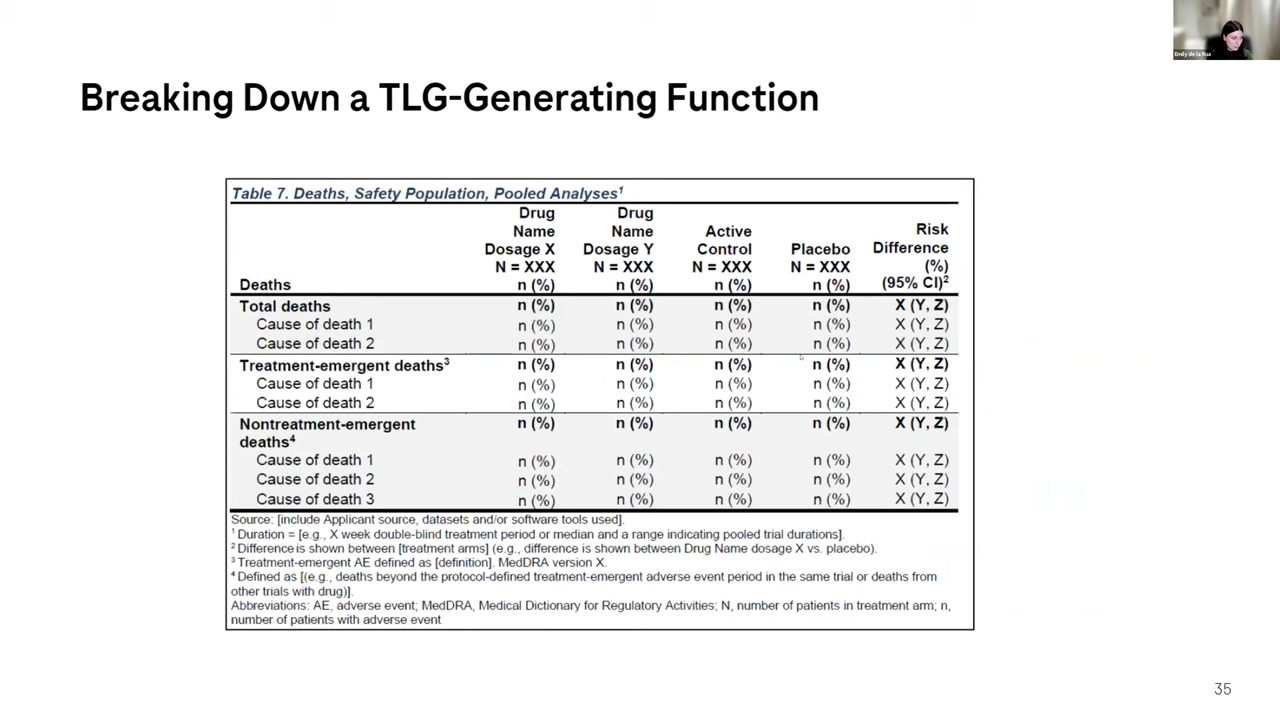 Emily de la Rua
Breaking Down a TLG-Generating Function
Table 7. Deaths, Safety Population, Pooled Analyses¹
Deaths
Drug
Name
Dosage X
N = XXX
n (%)
Drug
Name
Dosage Y
N = XXX
n (%)
Active
Control
N = XXX
n (%)
Placebo
N = XXX
n (%)
Risk
Difference
(%)
(95% CI)²
Total deaths n (%) n (%) n (%) n (%) X (Y, Z)
Cause of death 1 n (%) n (%) n (%) n (%) X (Y, Z)
Cause of death 2 n (%) n (%) n (%) n (%) X (Y, Z)
Treatment-emergent deaths³ n (%) n (%) n (%) n (%) X (Y, Z)
Cause of death 1 n (%) n (%) n (%) n (%) X (Y, Z)
Cause of death 2 n (%) n (%) n (%) n (%) X (Y, Z)
Nontreatment-emergent n (%) n (%) n (%) n (%) X (Y, Z)
deaths⁴
Cause of death 1 n (%) n (%) n (%) n (%) X (Y, Z)
Cause of death 2 n (%) n (%) n (%) n (%) X (Y, Z)
Cause of death 3 n (%) n (%) n (%) n (%) X (Y, Z)
Source: [include Applicant source, datasets and/or software tools used].
¹ Duration = [e.g., X week double-blind treatment period or median and a range indicating pooled trial durations].
² Difference is shown between [treatment arms] (e.g., difference is shown between Drug Name dosage X vs. placebo).
³ Treatment-emergent AE defined as [definition]. MedDRA version X.
⁴ Defined as [(e.g., deaths beyond the protocol-defined treatment-emergent adverse event period in the same trial or deaths from
other trials with drug)].
Abbreviations: AE, adverse event; MedDRA, Medical Dictionary for Regulatory Activities; N, number of patients in treatment arm; n,
number of patients with adverse event
35